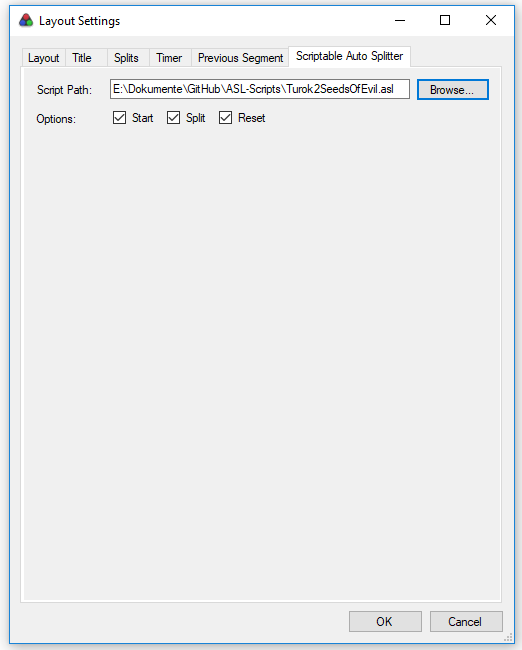 Layout Settings
Layout Title Splits Timer Previous Segment Scriptable Auto Splitter
Script Path: E:\Dokumente\GitHub\ASL-Scripts\Turok2SeedsOfEvil.asl Browse...
Options: Start Split Reset
OK Cancel